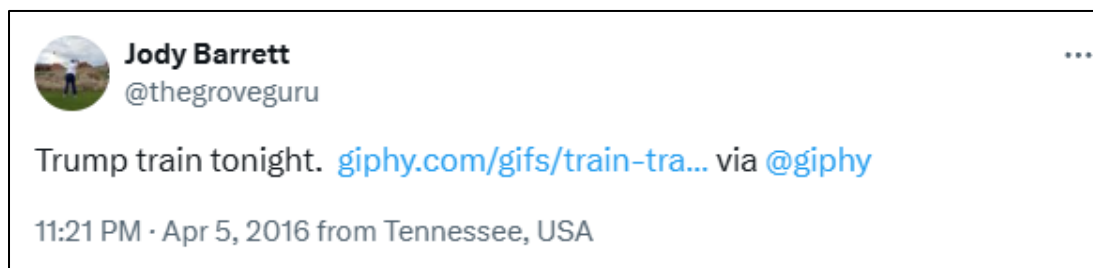 Jody Barrett
@thegroveguru
Trump train tonight. giphy.com/gifs/train-tra... via @giphy
11:21 PM · Apr 5, 2016 from Tennessee, USA